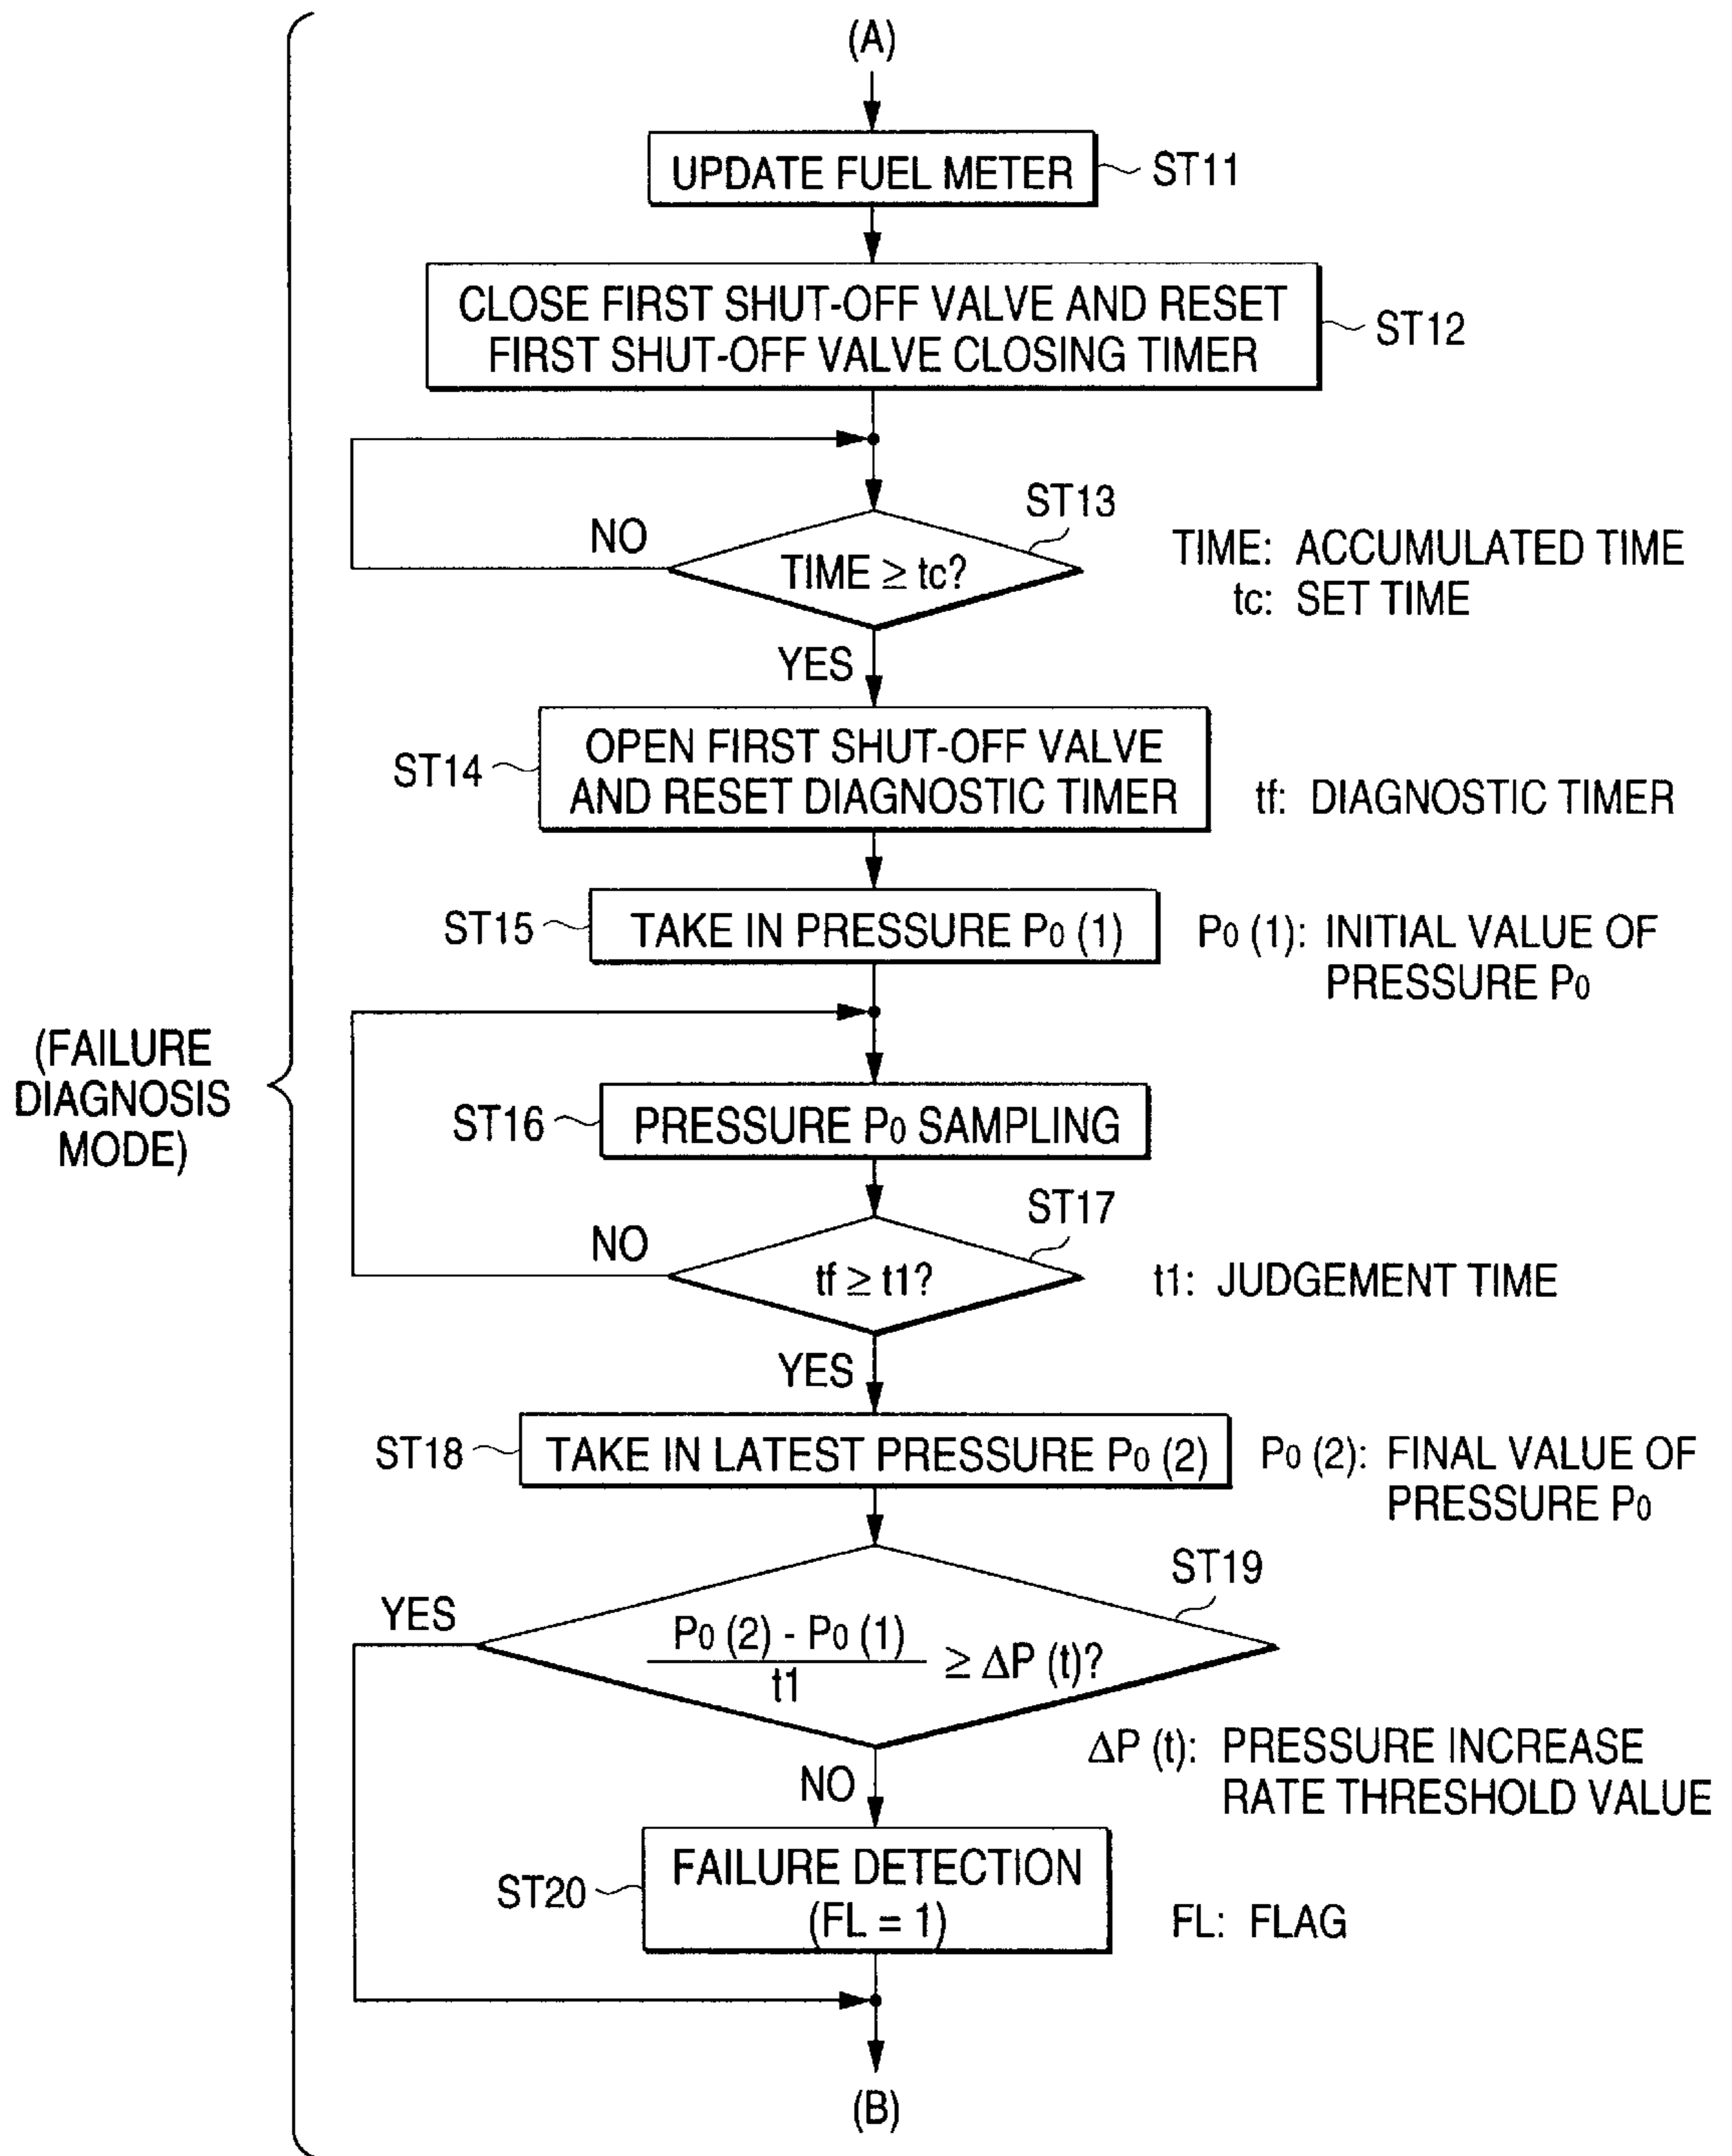 (A)
UPDATE FUEL METER
ST11
CLOSE FIRST SHUT-OFF VALVE AND RESET
FIRST SHUT-OFF VALVE CLOSING TIMER
ST12
ST13
NO
TIME ≥ tc?
TIME: ACCUMULATED TIME
tc: SET TIME
YES
ST14
OPEN FIRST SHUT-OFF VALVE
AND RESET DIAGNOSTIC TIMER
tf: DIAGNOSTIC TIMER
ST15
TAKE IN PRESSURE P0 (1)
P0 (1): INITIAL VALUE OF
PRESSURE P0
(FAILURE
DIAGNOSIS
MODE)
ST16
PRESSURE P0 SAMPLING
ST17
NO
tf ≥ t1?
t1: JUDGEMENT TIME
YES
ST18
TAKE IN LATEST PRESSURE P0 (2)
P0 (2): FINAL VALUE OF
PRESSURE P0
ST19
YES
P0 (2) - P0 (1)
t1
≥ ΔP (t)?
ΔP (t): PRESSURE INCREASE
RATE THRESHOLD VALUE
NO
ST20
FAILURE DETECTION
(FL = 1)
FL: FLAG
(B)